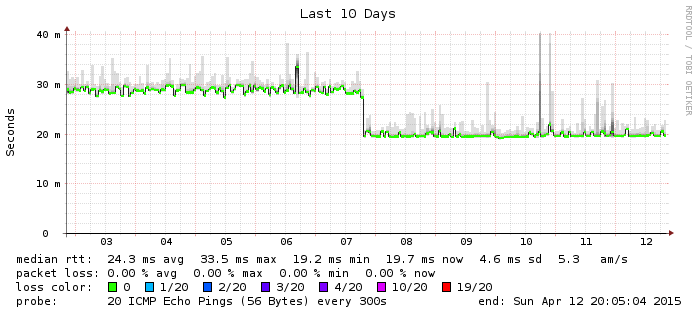 Last 10 Days
RRDTOOL / TOBI OETIKER
Seconds
40 m
30 m
20 m
10 m
0
03 04 05 06 07 08 09 10 11 12
median rtt: 24.3 ms avg 33.5 ms max 19.2 ms min 19.7 ms now 4.6 ms sd 5.3 am/s
packet loss: 0.00 % avg 0.00 % max 0.00 % min 0.00 % now
loss color: 0 1/20 2/20 3/20 4/20 10/20 19/20
probe: 20 ICMP Echo Pings (56 Bytes) every 300s end: Sun Apr 12 20:05:04 2015